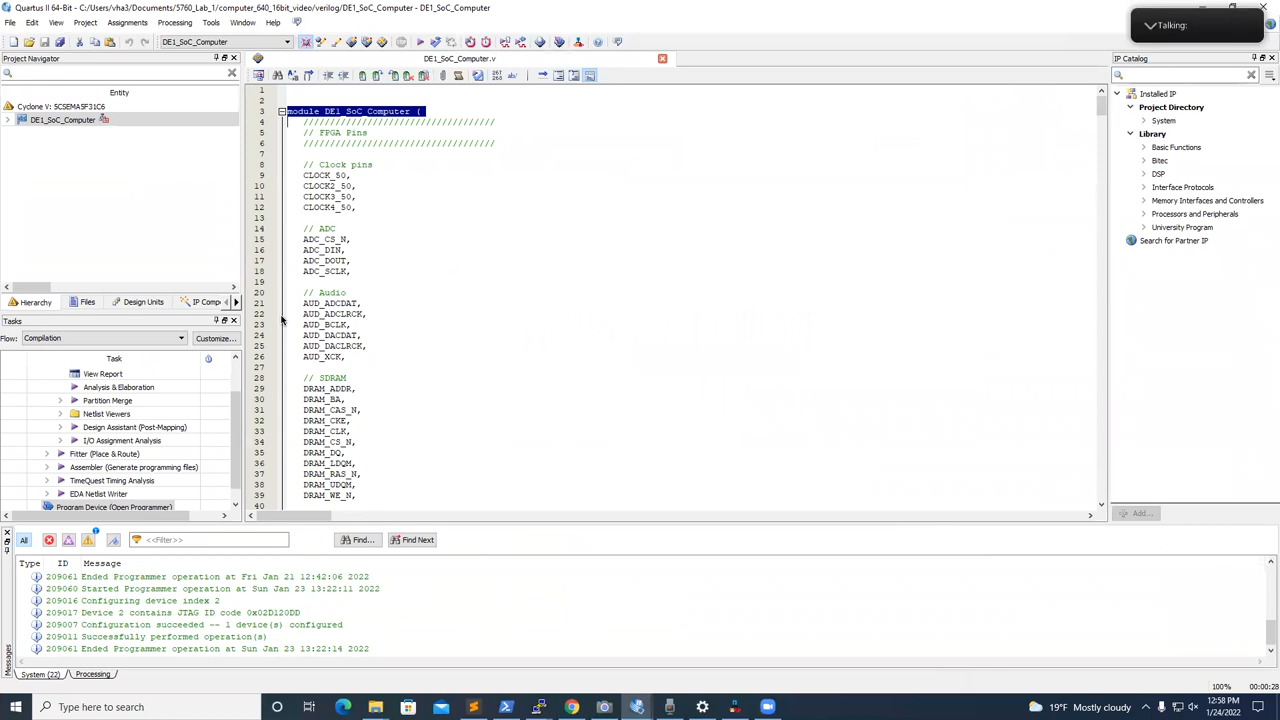 Quartus II 64-Bit - C:/Users/vha3/Documents/5760_Lab_1/computer_640_16bit_video/verilog/DE1_SoC_Computer - DE1_SoC_Computer
File Edit View Project Assignments Processing Tools Window Help
Talking:
DE1_SoC_Computer
Project Navigator
DE1_SoC_Computer.v
IP Catalog
Entity
Cyclone V: 5CSEMA5F31C6
DE1_SoC_Computer
Hierarchy Files Design Units IP Comp
Tasks
Flow: Compilation Customize...
Task
View Report
Analysis & Elaboration
Partition Merge
Netlist Viewers
Design Assistant (Post-Mapping)
I/O Assignment Analysis
Fitter (Place & Route)
Assembler (Generate programming files)
TimeQuest Timing Analysis
EDA Netlist Writer
Program Device (Open Programmer)
267
268
ab/
1
2
3 module DE1_SoC_Computer (
4 ////////////////////////////////////
5 // FPGA Pins
6 ////////////////////////////////////
7
8 // Clock pins
9 CLOCK_50,
10 CLOCK2_50,
11 CLOCK3_50,
12 CLOCK4_50,
13
14 // ADC
15 ADC_CS_N,
16 ADC_DIN,
17 ADC_DOUT,
18 ADC_SCLK,
19
20 // Audio
21 AUD_ADCDAT,
22 AUD_ADCLRCK,
23 AUD_BCLK,
24 AUD_DACDAT,
25 AUD_DACLRCK,
26 AUD_XCK,
27
28 // SDRAM
29 DRAM_ADDR,
30 DRAM_BA,
31 DRAM_CAS_N,
32 DRAM_CKE,
33 DRAM_CLK,
34 DRAM_CS_N,
35 DRAM_DQ,
36 DRAM_LDQM,
37 DRAM_RAS_N,
38 DRAM_UDQM,
39 DRAM_WE_N,
40
Installed IP
Project Directory
System
Library
Basic Functions
Bitec
DSP
Interface Protocols
Memory Interfaces and Controllers
Processors and Peripherals
University Program
Search for Partner IP
Add...
All <<Filter>> Find... Find Next
Type ID Message
209061 Ended Programmer operation at Fri Jan 21 12:42:06 2022
209060 Started Programmer operation at Sun Jan 23 13:22:11 2022
209016 Configuring device index 2
209017 Device 2 contains JTAG ID code 0x02D120DD
209007 Configuration succeeded -- 1 device(s) configured
209011 Successfully performed operation(s)
209061 Ended Programmer operation at Sun Jan 23 13:22:14 2022
Messages
System (22) Processing
100% 00:00:28
Type here to search
19°F Mostly cloudy
12:58 PM
1/24/2022